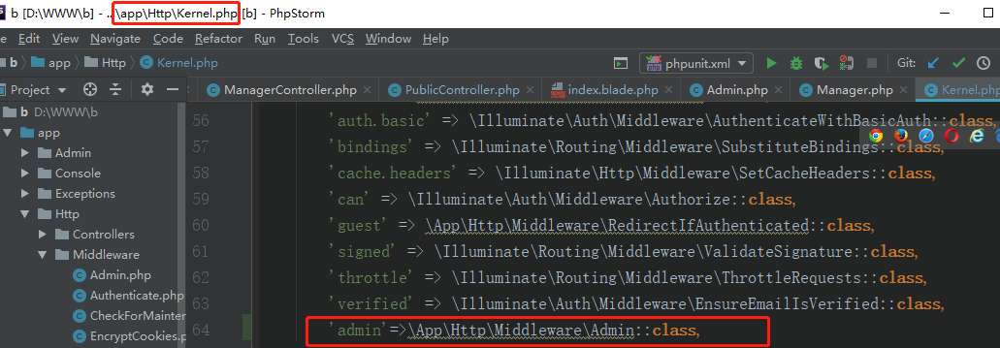 b [D:\WWW\b] - ...\app\Http\Kernel.php [b] - PhpStorm
File Edit View Navigate Code Refactor Run Tools VCS Window Help
b app Http Kernel.php phpunit.xml Git:
Project ManagerController.php PublicController.php index.blade.php Admin.php Manager.php Kernel.php
b D:\WWW\b
app
Admin
Console
Exceptions
Http
Controllers
Middleware
Admin.php
Authenticate.php
CheckForMainten
EncryptCookies.p
56 'auth.basic' => \Illuminate\Auth\Middleware\AuthenticateWithBasicAuth::class,
57 'bindings' => \Illuminate\Routing\Middleware\SubstituteBindings::class,
58 'cache.headers' => \Illuminate\Http\Middleware\SetCacheHeaders::class,
59 'can' => \Illuminate\Auth\Middleware\Authorize::class,
60 'guest' => \App\Http\Middleware\RedirectIfAuthenticated::class,
61 'signed' => \Illuminate\Routing\Middleware\ValidateSignature::class,
62 'throttle' => \Illuminate\Routing\Middleware\ThrottleRequests::class,
63 'verified' => \Illuminate\Auth\Middleware\EnsureEmailIsVerified::class,
64 'admin'=>\App\Http\Middleware\Admin::class,